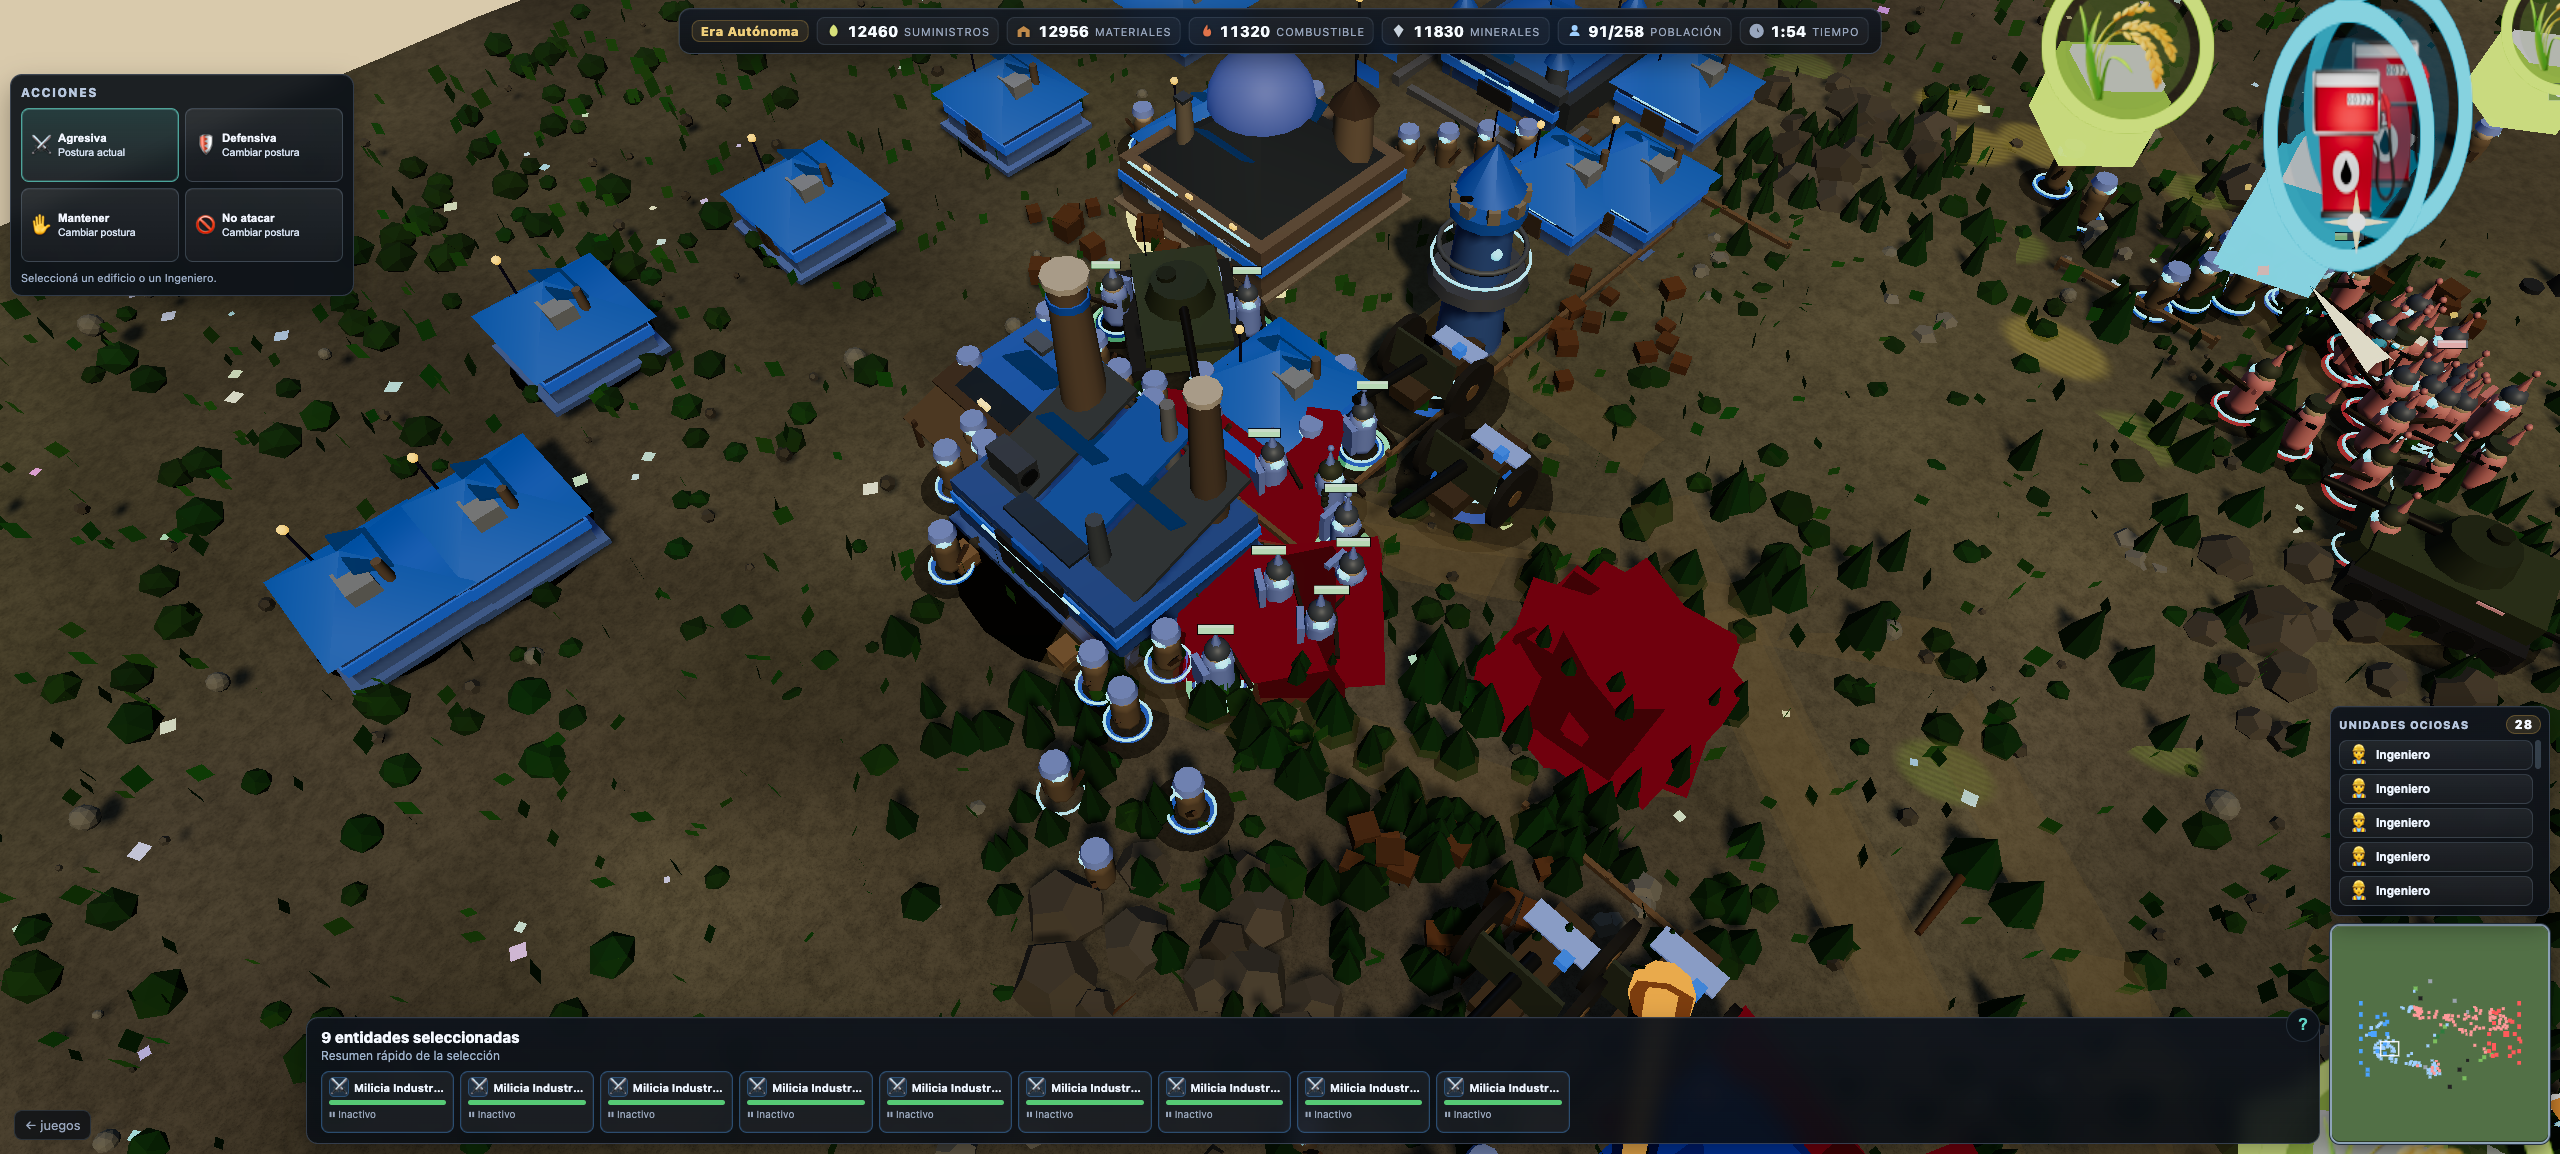 Era Autónoma
12460 SUMINISTROS
12956 MATERIALES
11320 COMBUSTIBLE
11830 MINERALES
91/258 POBLACIÓN
1:54 TIEMPO
ACCIONES
Agresiva
Postura actual
Defensiva
Cambiar postura
Mantener
Cambiar postura
No atacar
Cambiar postura
Seleccioná un edificio o un Ingeniero.
UNIDADES OCIOSAS 28
Ingeniero
Ingeniero
Ingeniero
Ingeniero
Ingeniero
?
9 entidades seleccionadas
Resumen rápido de la selección
Milicia Industr... Milicia Industr... Milicia Industr... Milicia Industr... Milicia Industr... Milicia Industr... Milicia Industr... Milicia Industr... Milicia Industr...
Inactivo Inactivo Inactivo Inactivo Inactivo Inactivo Inactivo Inactivo Inactivo
← juegos